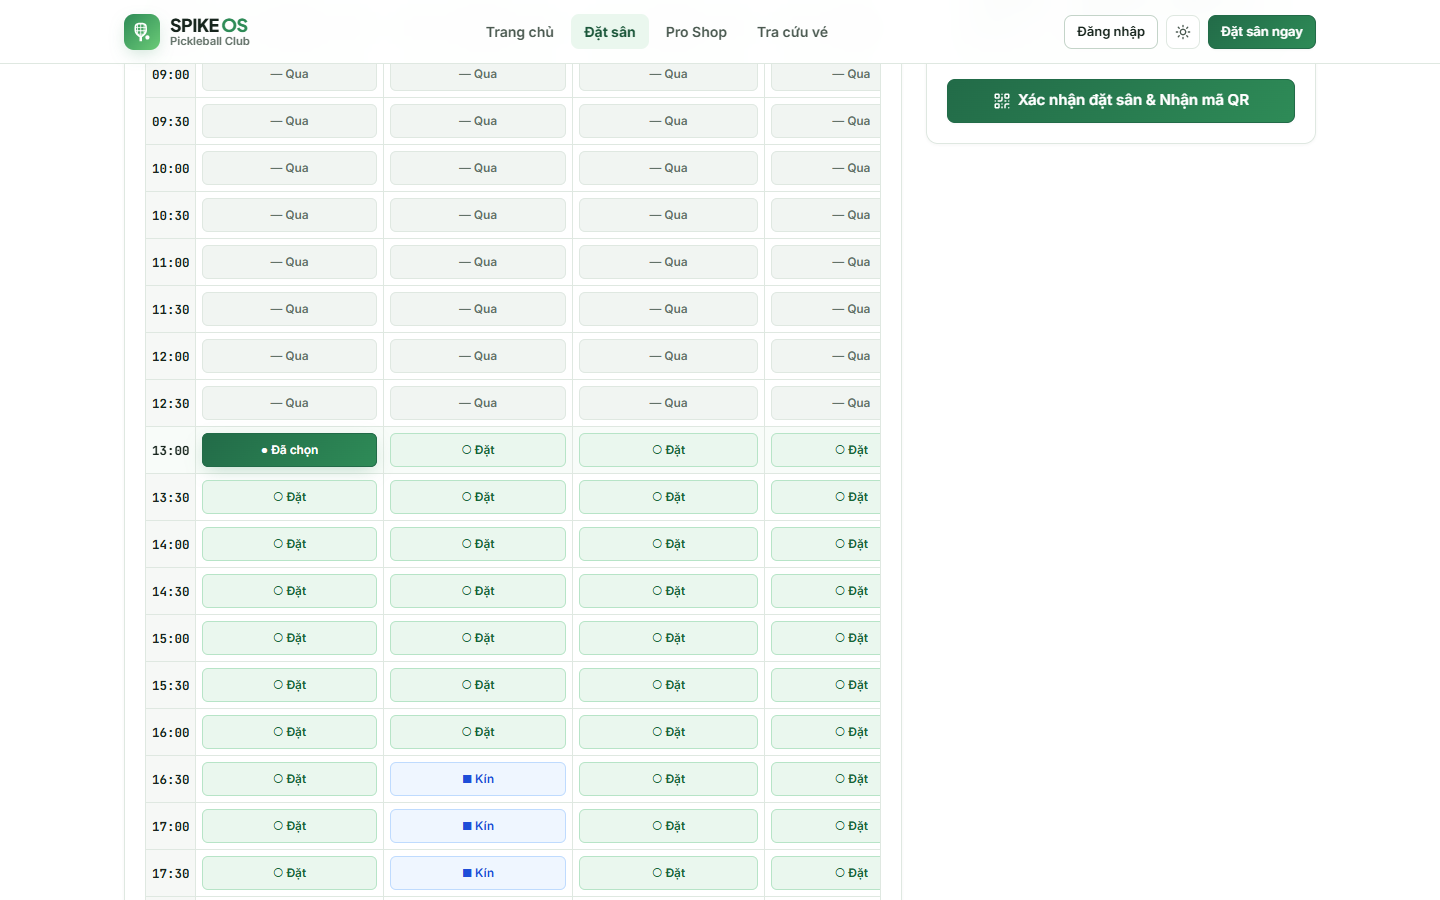 SPIKE OS
Pickleball Club
Trang chủ Đặt sân Pro Shop Tra cứu vé
Đăng nhập Đặt sân ngay
09:00 — Qua — Qua — Qua — Qua
Xác nhận đặt sân & Nhận mã QR
09:30 — Qua — Qua — Qua — Qua
10:00 — Qua — Qua — Qua — Qua
10:30 — Qua — Qua — Qua — Qua
11:00 — Qua — Qua — Qua — Qua
11:30 — Qua — Qua — Qua — Qua
12:00 — Qua — Qua — Qua — Qua
12:30 — Qua — Qua — Qua — Qua
13:00 ● Đã chọn ○ Đặt ○ Đặt ○ Đặt
13:30 ○ Đặt ○ Đặt ○ Đặt ○ Đặt
14:00 ○ Đặt ○ Đặt ○ Đặt ○ Đặt
14:30 ○ Đặt ○ Đặt ○ Đặt ○ Đặt
15:00 ○ Đặt ○ Đặt ○ Đặt ○ Đặt
15:30 ○ Đặt ○ Đặt ○ Đặt ○ Đặt
16:00 ○ Đặt ○ Đặt ○ Đặt ○ Đặt
16:30 ○ Đặt ■ Kín ○ Đặt ○ Đặt
17:00 ○ Đặt ■ Kín ○ Đặt ○ Đặt
17:30 ○ Đặt ■ Kín ○ Đặt ○ Đặt